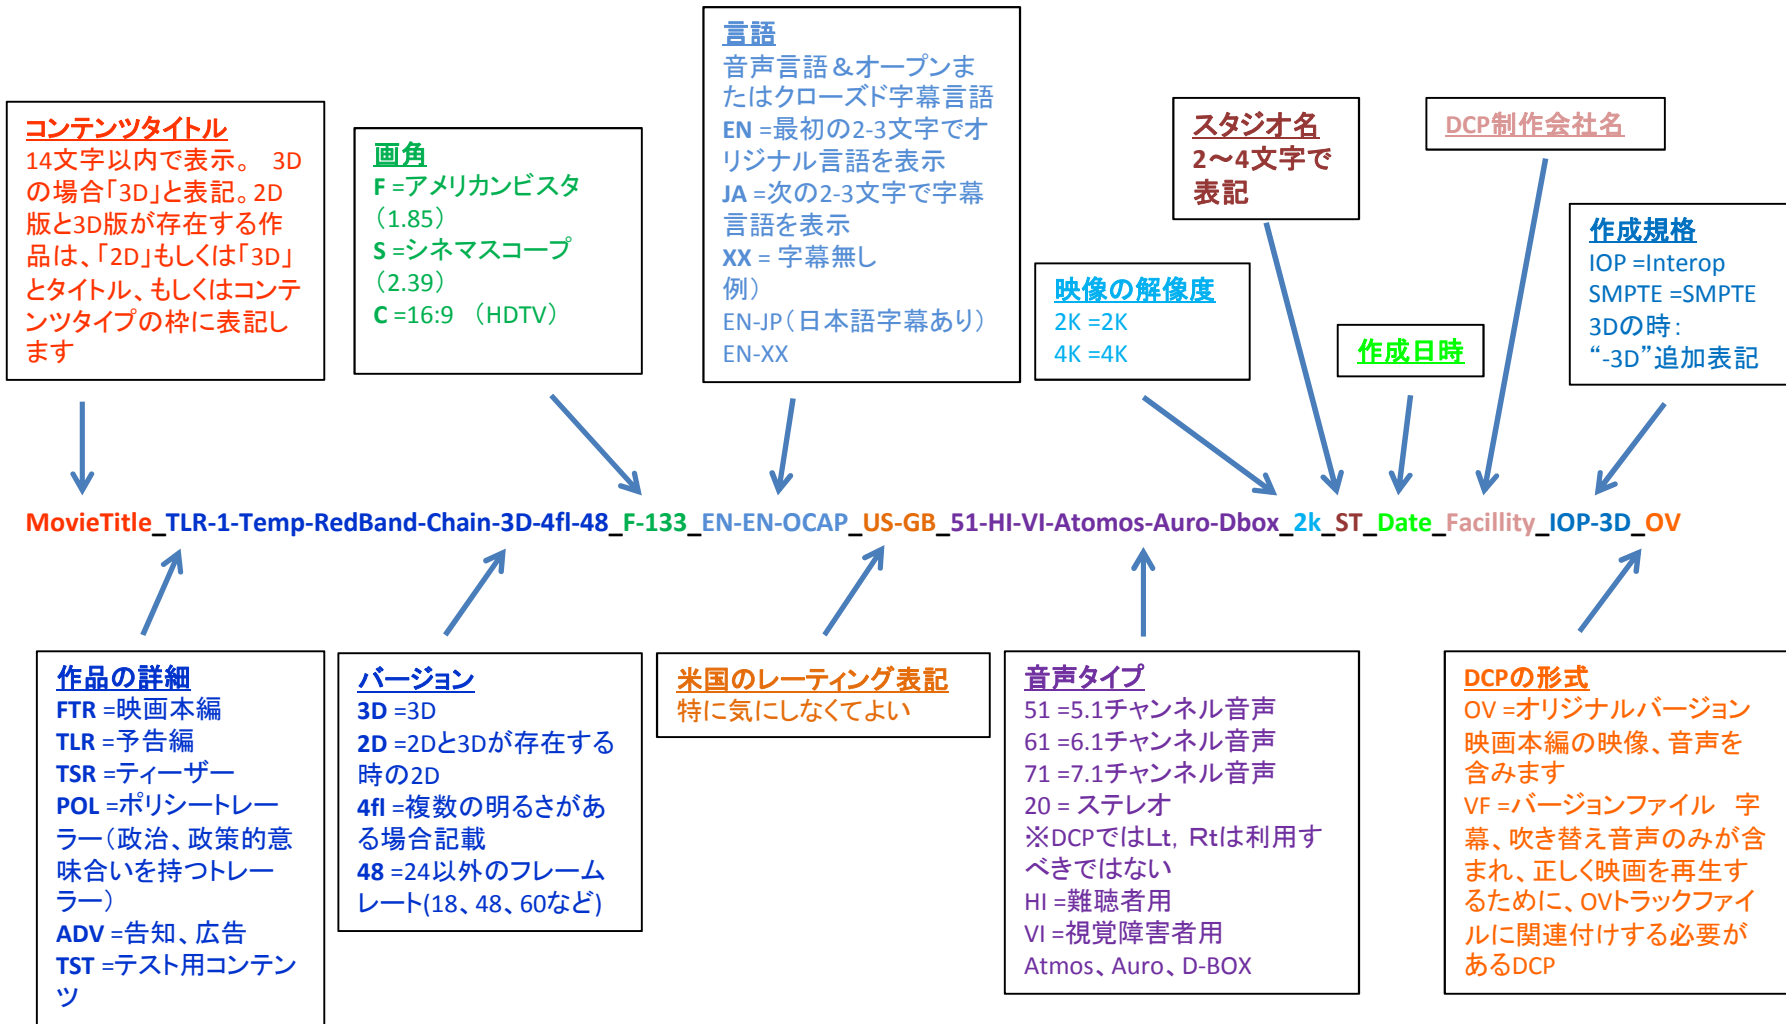 コンテンツタイトル
14文字以内で表示。 3D
の場合「3D」と表記。2D
版と3D版が存在する作
品は、「2D」もしくは「3D」
とタイトル、もしくはコンテ
ンツタイプの枠に表記し
ます
画角
F =アメリカンビスタ
（1.85）
S =シネマスコープ
（2.39）
C =16:9 （HDTV）
言語
音声言語＆オープンま
たはクローズド字幕言語
EN =最初の2-3文字でオ
リジナル言語を表示
JA =次の2-3文字で字幕
言語を表示
XX = 字幕無し
例）
EN-JP（日本語字幕あり）
EN-XX
スタジオ名
2～4文字で
表記
映像の解像度
2K =2K
4K =4K
作成日時
DCP制作会社名
作成規格
IOP =Interop
SMPTE =SMPTE
3Dの時：
“-3D”追加表記
MovieTitle_TLR-1-Temp-RedBand-Chain-3D-4fl-48_F-133_EN-EN-OCAP_US-GB_51-HI-VI-Atomos-Auro-Dbox_2k_ST_Date_Facillity_IOP-3D_OV
作品の詳細
FTR =映画本編
TLR =予告編
TSR =ティーザー
POL =ポリシートレー
ラー（政治、政策的意
味合いを持つトレー
ラー）
ADV =告知、広告
TST =テスト用コンテン
ツ
バージョン
3D =3D
2D =2Dと3Dが存在する
時の2D
4fl =複数の明るさがあ
る場合記載
48 =24以外のフレーム
レート(18、48、60など)
米国のレーティング表記
特に気にしなくてよい
音声タイプ
51 =5.1チャンネル音声
61 =6.1チャンネル音声
71 =7.1チャンネル音声
20 = ステレオ
※DCPではLt, Rtは利用す
べきではない
HI =難聴者用
VI =視覚障害者用
Atmos、Auro、D-BOX
DCPの形式
OV =オリジナルバージョン
映画本編の映像、音声を
含みます
VF =バージョンファイル 字
幕、吹き替え音声のみが含
まれ、正しく映画を再生す
るために、OVトラックファイ
ルに関連付けする必要が
あるDCP